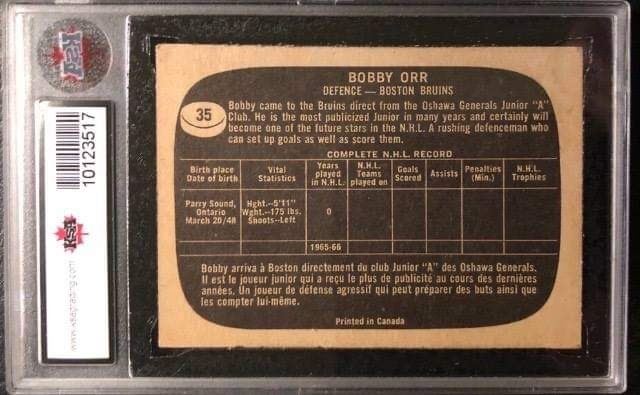 BOBBY ORR
DEFENCE — BOSTON BRUINS
35
Bobby came to the Bruins direct from the Oshawa Generals Junior "A"
Club. He is the most publicized Junior in many years and certainly will
become one of the future stars in the N.H.L. A rushing defenceman who
can set up goals as well as score them.
COMPLETE N.H.L. RECORD
Birth place
Date of birth
Vital
Statistics
Years
played
in N.H.L.
N.H.L.
Teams
played on
Goals
Scored
Assists
Penalties
(Min.)
N.H.L.
Trophies
Parry Sound,
Ontario
March 20/48
Hght.—5'11"
Wght.—175 lbs.
Shoots—Left
0
1965-66
Bobby arriva à Boston directement du club Junior "A" des Oshawa Generals.
Il est le joueur junior qui a reçu le plus de publicité au cours des dernières
années. Un joueur de défense agressif qui peut préparer des buts ainsi que
les compter lui-même.
Printed in Canada
KSA
10123517
KSA
www.ksagrading.com